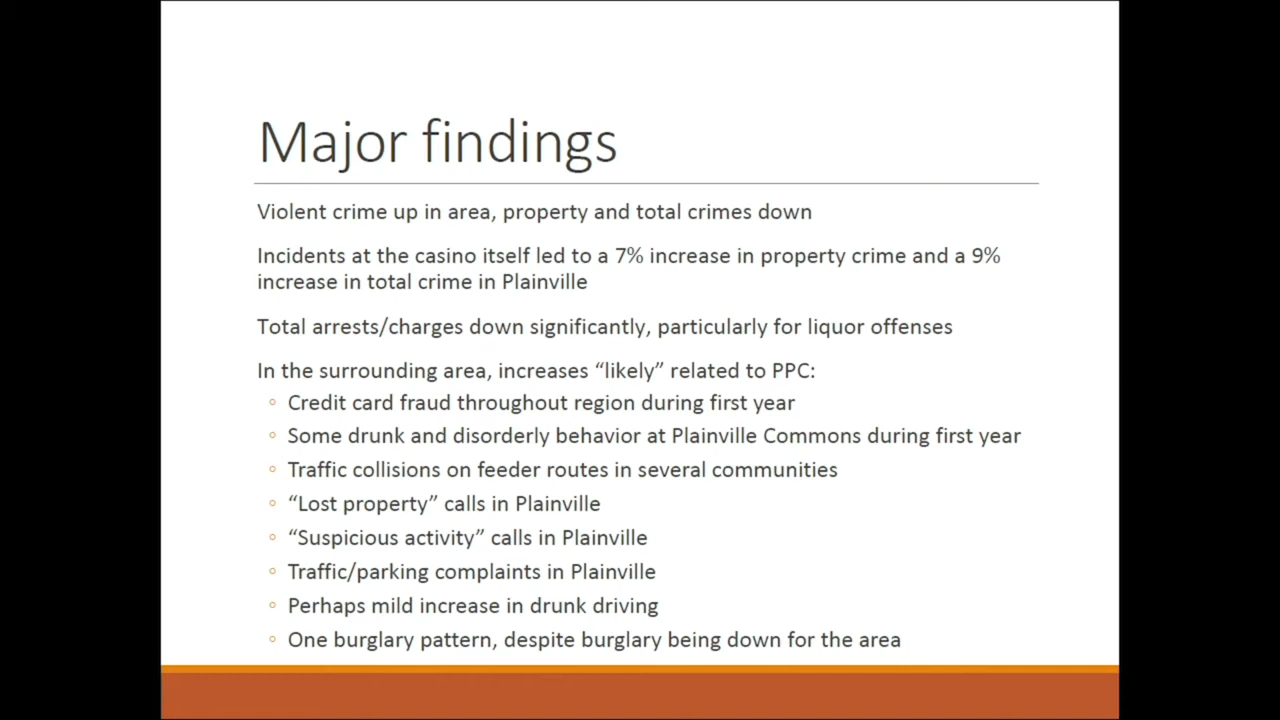 Major findings
Violent crime up in area, property and total crimes down
Incidents at the casino itself led to a 7% increase in property crime and a 9%
increase in total crime in Plainville
Total arrests/charges down significantly, particularly for liquor offenses
In the surrounding area, increases “likely” related to PPC:
◦ Credit card fraud throughout region during first year
◦ Some drunk and disorderly behavior at Plainville Commons during first year
◦ Traffic collisions on feeder routes in several communities
◦ “Lost property” calls in Plainville
◦ “Suspicious activity” calls in Plainville
◦ Traffic/parking complaints in Plainville
◦ Perhaps mild increase in drunk driving
◦ One burglary pattern, despite burglary being down for the area